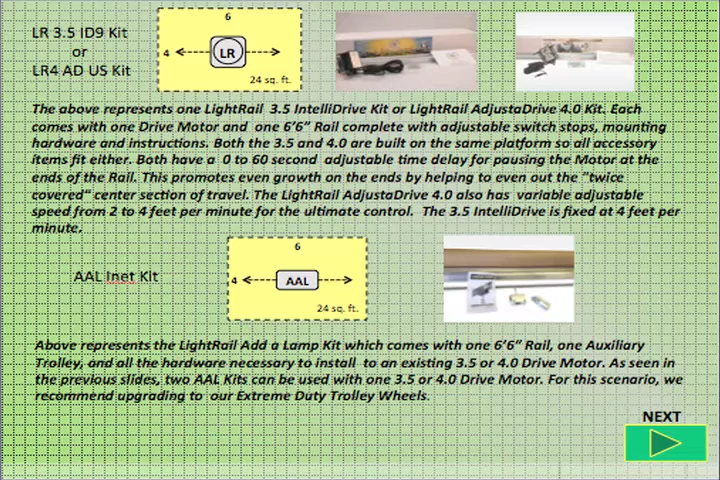 LR 3.5 ID9 Kit
or
LR4 AD US Kit
6
4
LR
24 sq. ft.
The above represents one LightRail 3.5 IntelliDrive Kit or LightRail AdjustaDrive 4.0 Kit. Each
comes with one Drive Motor and one 6’6” Rail complete with adjustable switch stops, mounting
hardware and instructions. Both the 3.5 and 4.0 are built on the same platform so all accessory
items fit either. Both have a 0 to 60 second adjustable time delay for pausing the Motor at the
ends of the Rail. This promotes even growth on the ends by helping to even out the "twice
covered" center section of travel. The LightRail AdjustaDrive 4.0 also has variable adjustable
speed from 2 to 4 feet per minute for the ultimate control. The 3.5 IntelliDrive is fixed at 4 feet per
minute.
AAL Inet Kit
6
4
AAL
24 sq. ft.
Above represents the LightRail Add a Lamp Kit which comes with one 6’6” Rail, one Auxiliary
Trolley, and all the hardware necessary to install to an existing 3.5 or 4.0 Drive Motor. As seen in
the previous slides, two AAL Kits can be used with one 3.5 or 4.0 Drive Motor. For this scenario, we
recommend upgrading to our Extreme Duty Trolley Wheels.
NEXT